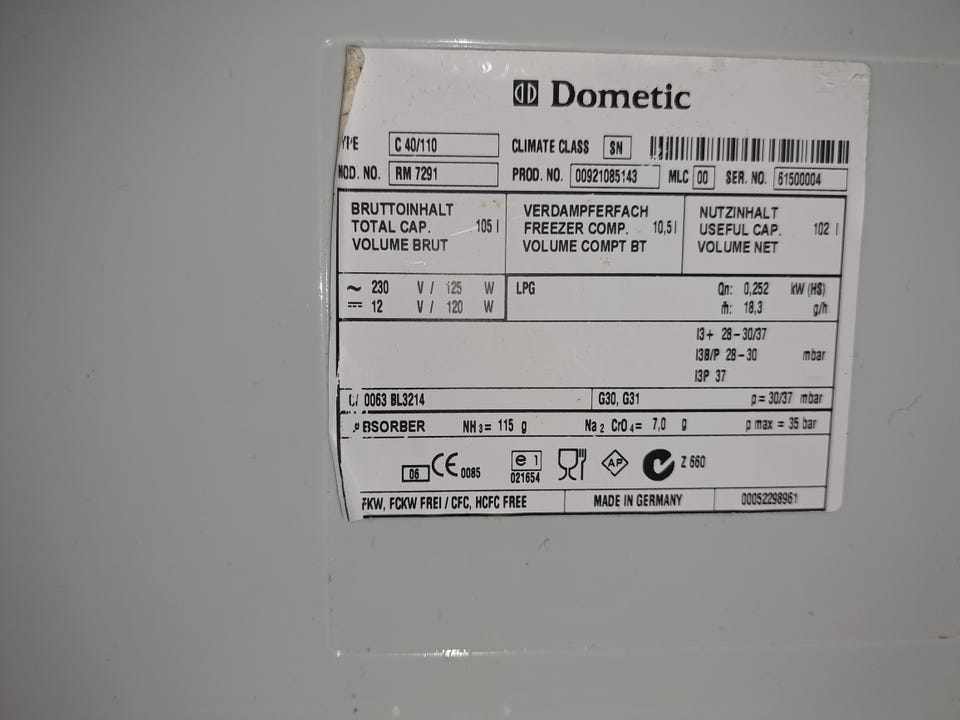 Dometic
C 40/110 CLIMATE CLASS SN
MOD. NO. RM 7291 PROD. NO. 00921085143 MLC 00 SER. NO. 61500004
BRUTTOINHALT
TOTAL CAP. 105 l
VOLUME BRUT
VERDAMPFERFACH
FREEZER COMP. 10,5 l
VOLUME COMPT BT
NUTZINHALT
USEFUL CAP. 102 l
VOLUME NET
~ 230 V / 125 W
⎓ 12 V / 120 W
LPG Qn: 0,252 kW (HS)
ṁ: 18,3 g/h
I3+ 28-30/37
I3B/P 28-30 mbar
I3P 37
0063 BL3214 G30, G31 p= 30/37 mbar
ABSORBER NH3= 115 g Na2 CrO4= 7,0 g p max = 35 bar
06 CE 0085 e 1 021654 AP Z 660
FKW, FCKW FREI / CFC, HCFC FREE MADE IN GERMANY 00052298961